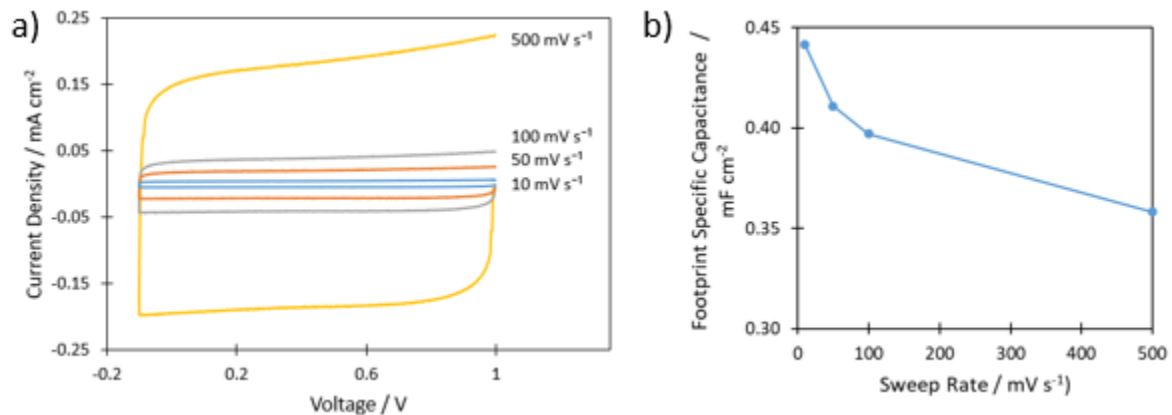 a)
Current Density / mA cm⁻²
0.25
0.15
0.05
-0.05
-0.15
-0.25
500 mV s⁻¹
100 mV s⁻¹
50 mV s⁻¹
10 mV s⁻¹
-0.2
0.2
0.6
1
Voltage / V
b)
Footprint Specific Capacitance /
mF cm⁻²
0.45
0.40
0.35
0.30
0
100
200
300
400
500
Sweep Rate / mV s⁻¹)